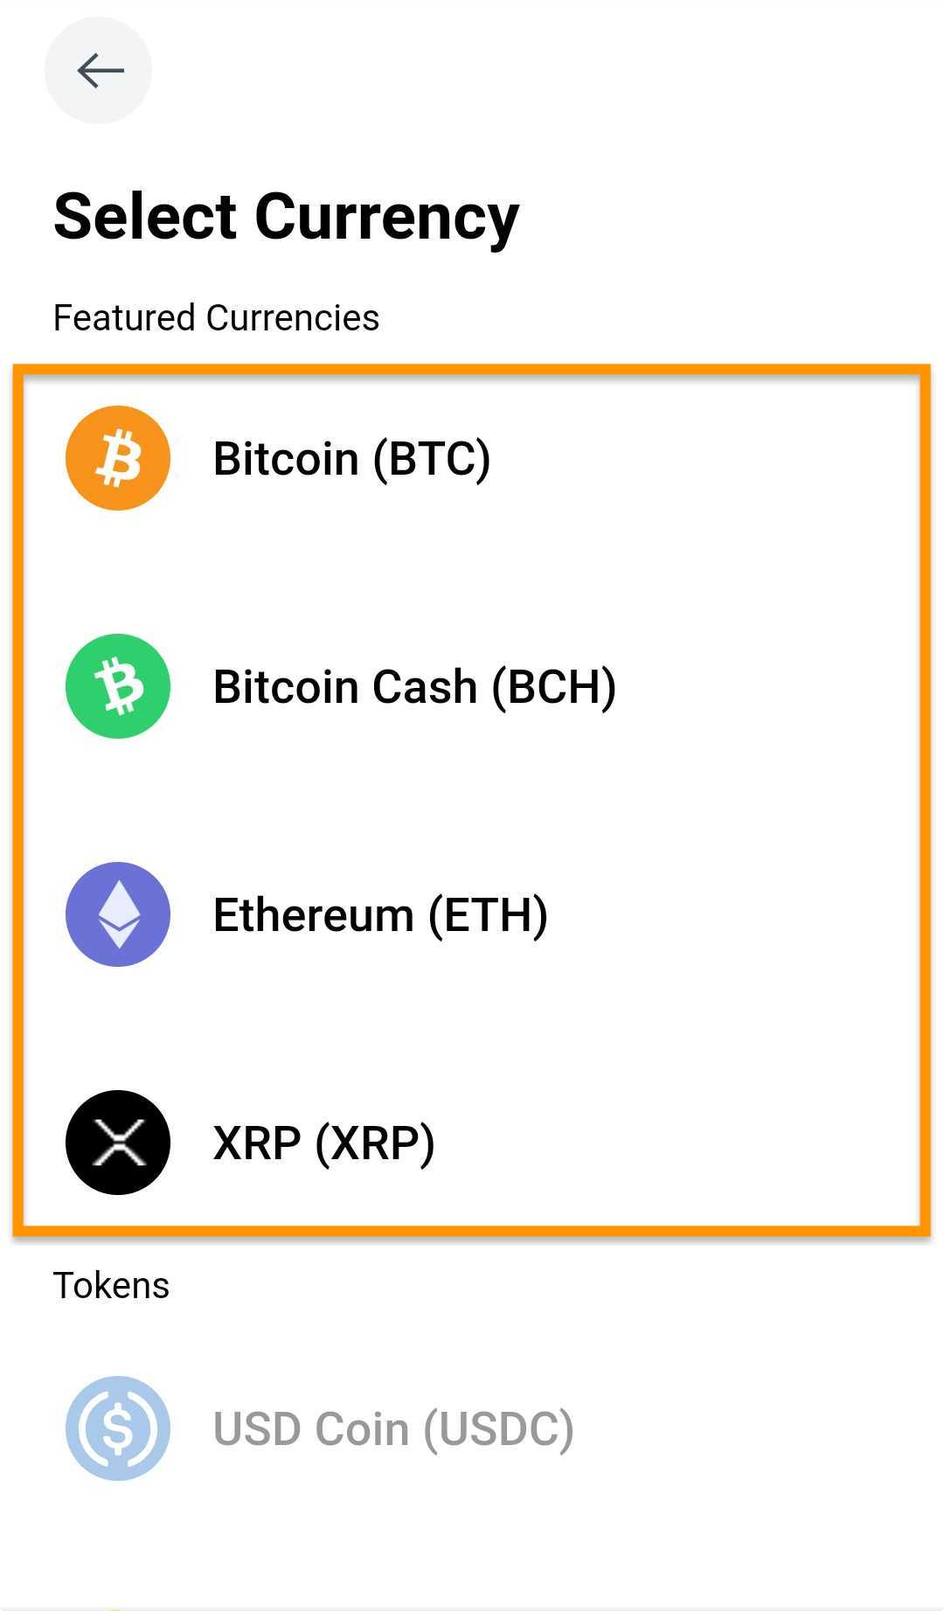 Select Currency
Featured Currencies
Bitcoin (BTC)
Bitcoin Cash (BCH)
Ethereum (ETH)
XRP (XRP)
Tokens
USD Coin (USDC)